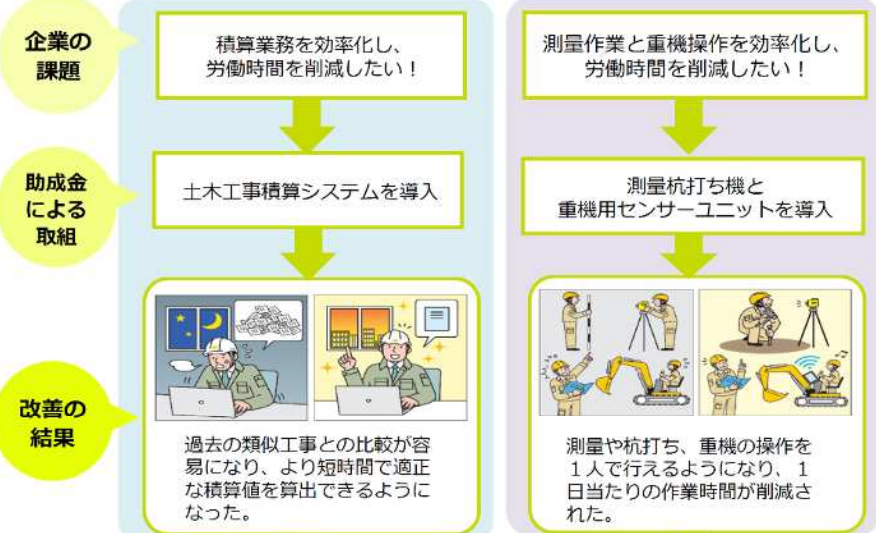 企業の
課題
積算業務を効率化し、
労働時間を削減したい！
測量作業と重機操作を効率化し、
労働時間を削減したい！
助成金
による
取組
土木工事積算システムを導入
測量杭打ち機と
重機用センサーユニットを導入
改善の
結果
過去の類似工事との比較が容
易になり、より短時間で適正
な積算値を算出できるように
なった。
測量や杭打ち、重機の操作を
１人で行えるようになり、１
日当たりの作業時間が削減さ
れた。